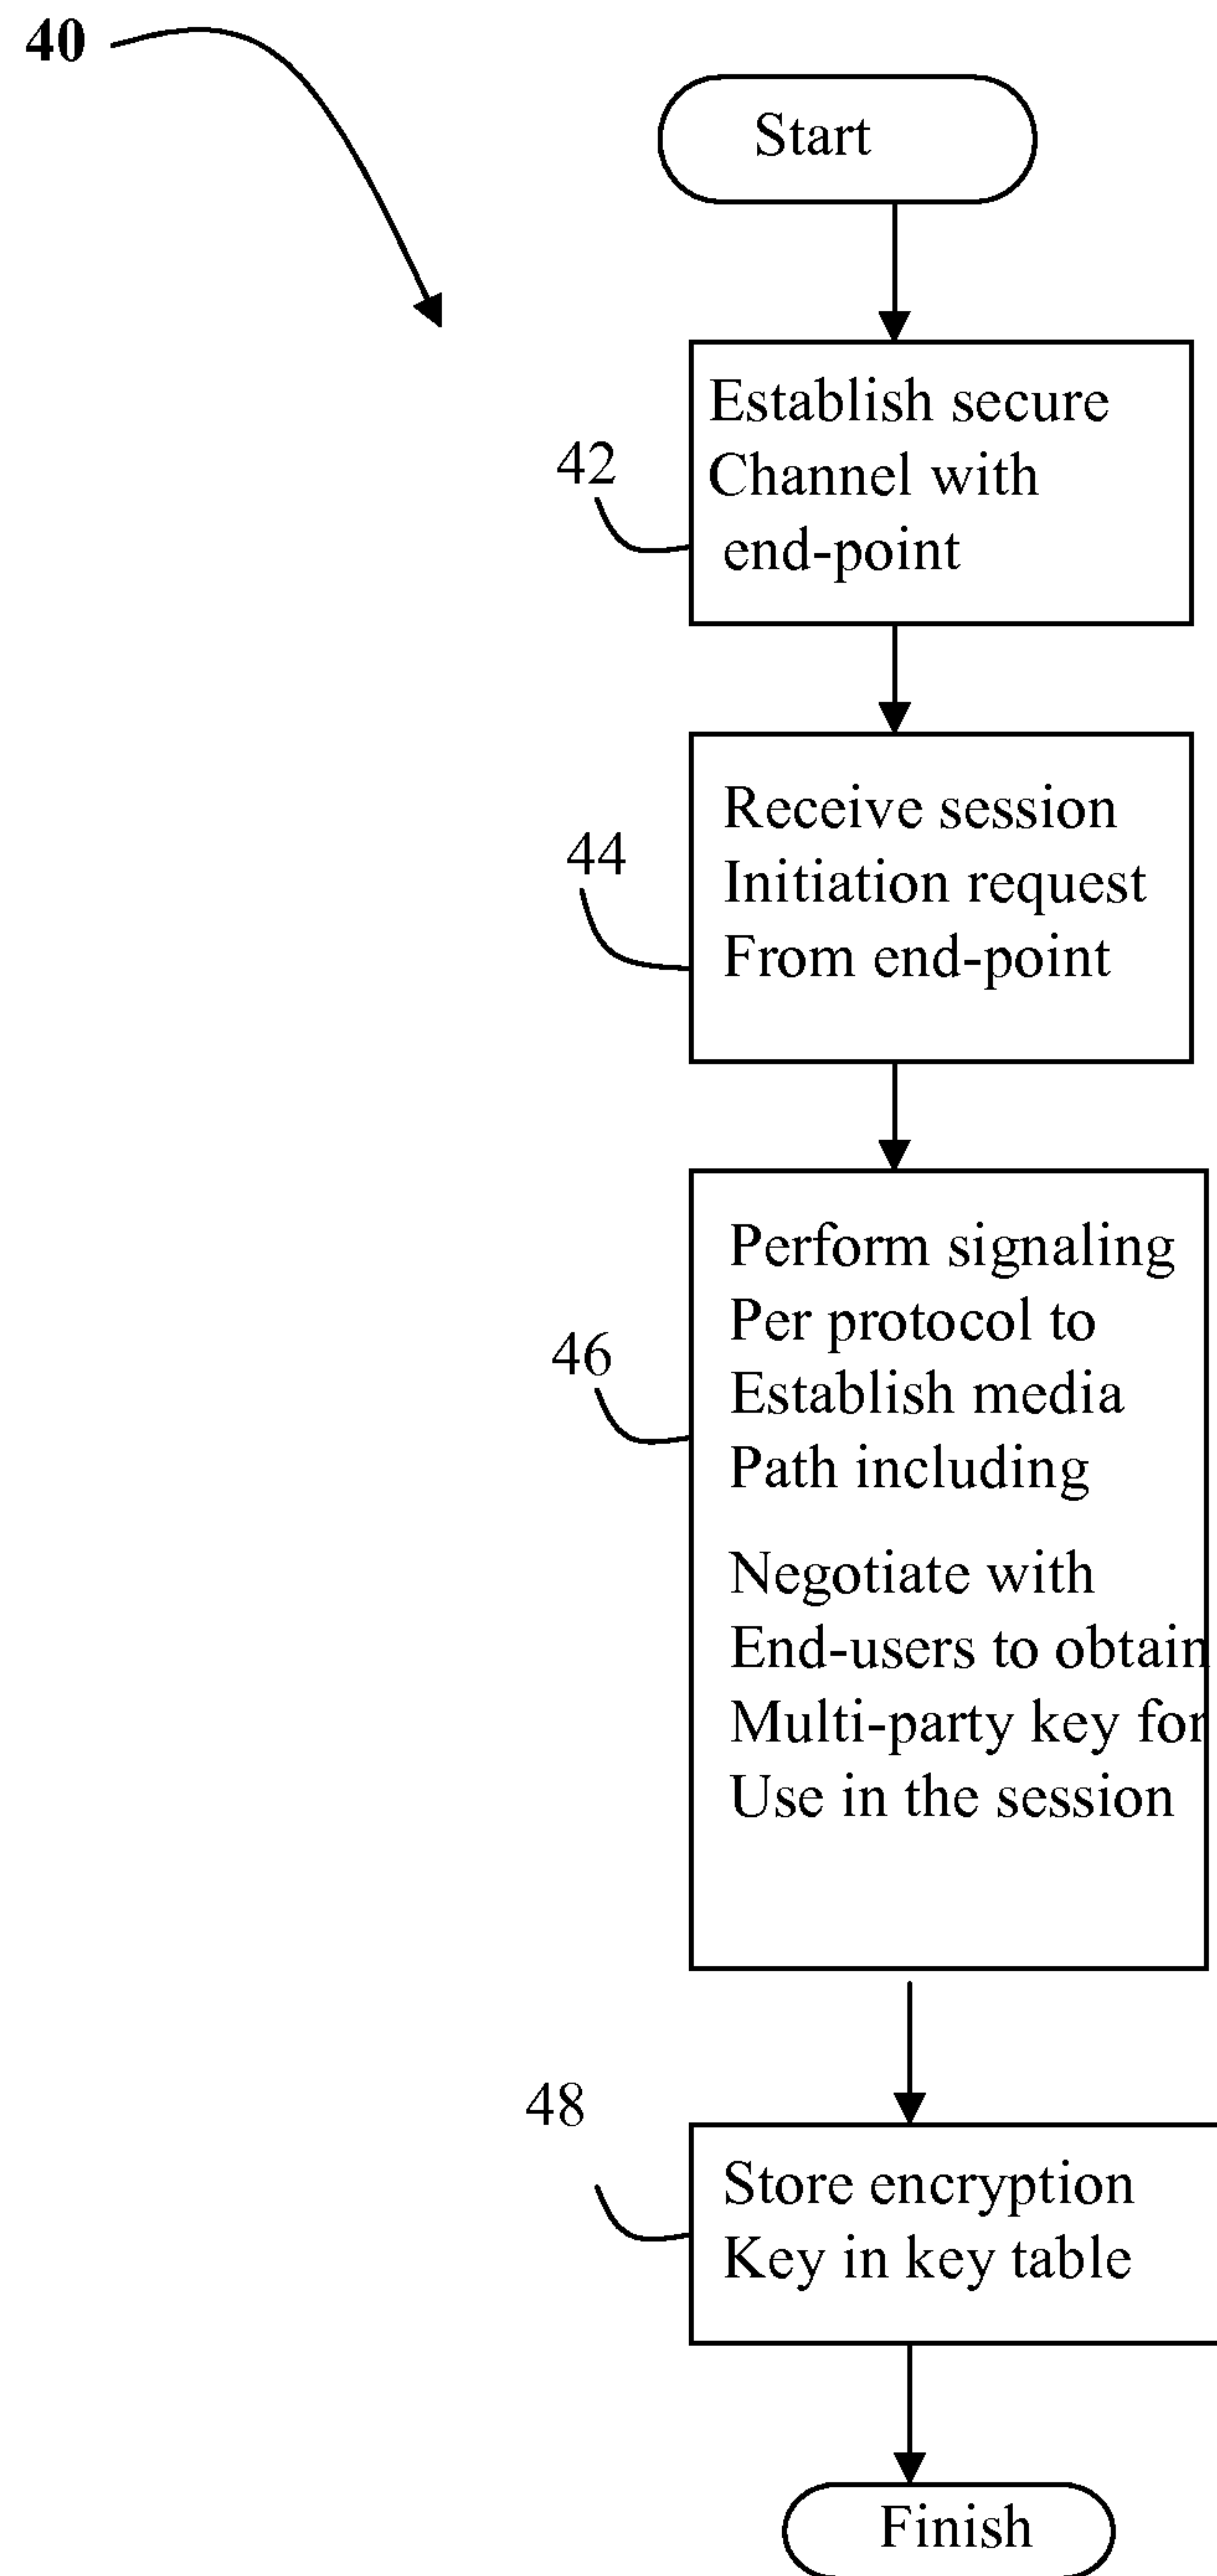 40
Start
42
Establish secure
Channel with
end-point
44
Receive session
Initiation request
From end-point
46
Perform signaling
Per protocol to
Establish media
Path including
Negotiate with
End-users to obtain
Multi-party key for
Use in the session
48
Store encryption
Key in key table
Finish